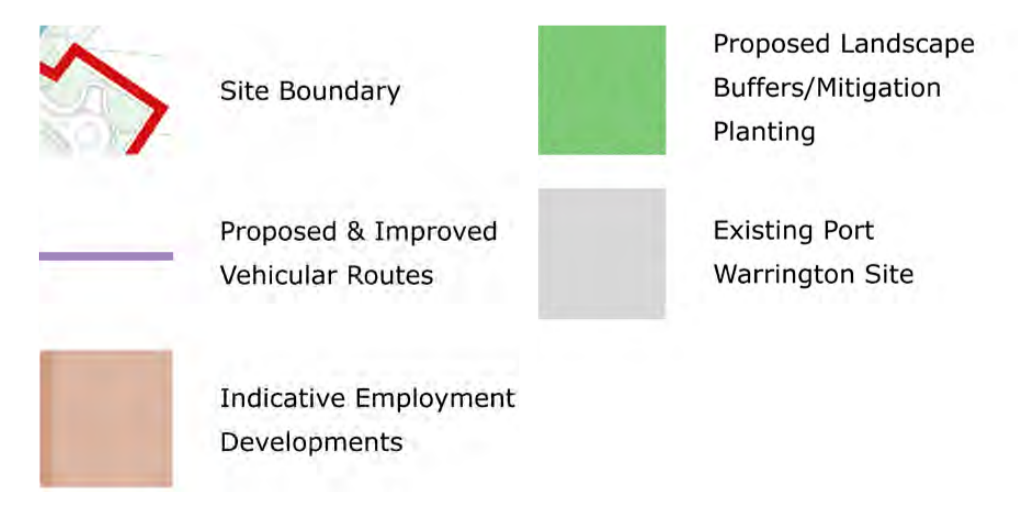 Site Boundary
Proposed & Improved
Vehicular Routes
Indicative Employment
Developments
Proposed Landscape
Buffers/Mitigation
Planting
Existing Port
Warrington Site